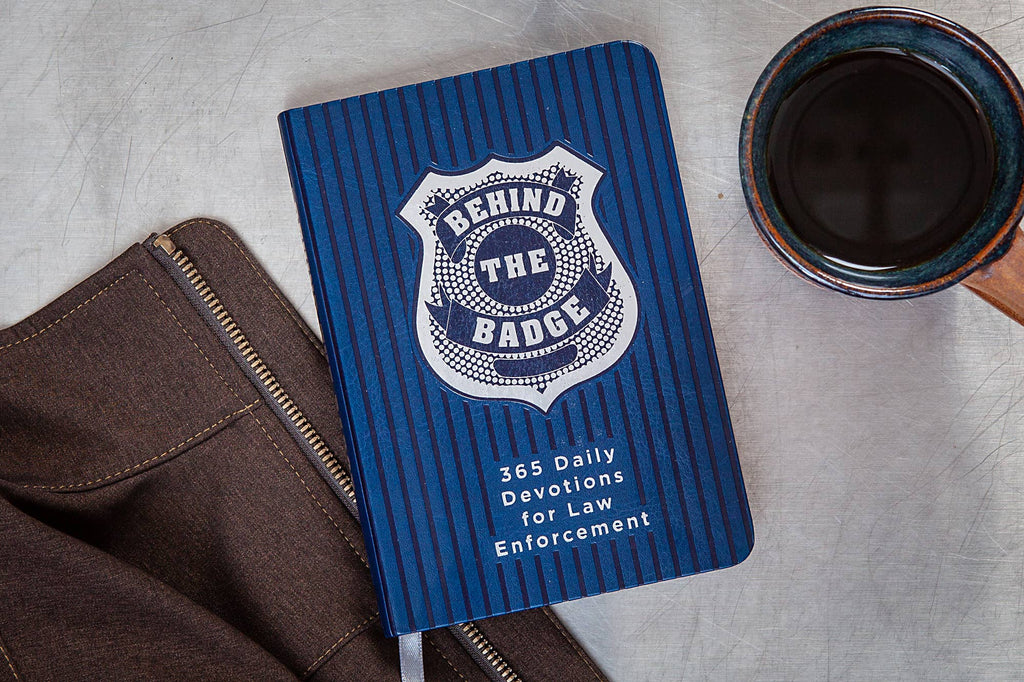 BEHIND
THE
BADGE
365 Daily
Devotions
for Law
Enforcement